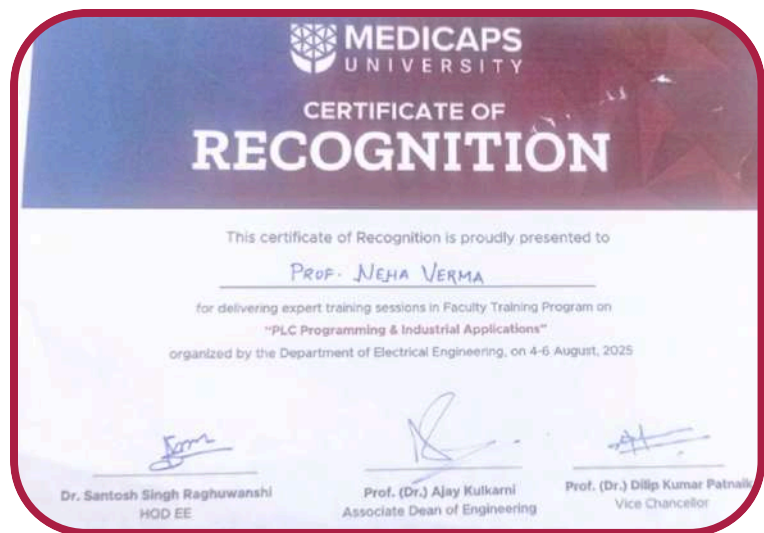 MEDICAPS
UNIVERSITY
CERTIFICATE OF
RECOGNITION
This certificate of Recognition is proudly presented to
PROF. NEHA VERMA
for delivering expert training sessions in Faculty Training Program on
"PLC Programming & Industrial Applications"
organized by the Department of Electrical Engineering, on 4-6 August, 2025
Dr. Santosh Singh Raghuwanshi
HOD EE
Prof. (Dr.) Ajay Kulkarni
Associate Dean of Engineering
Prof. (Dr.) Dilip Kumar Patnaik
Vice Chancellor